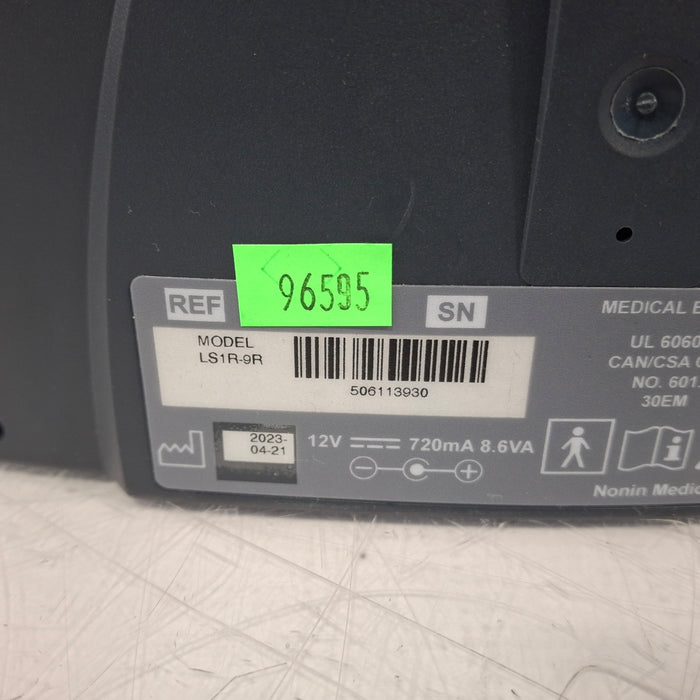 96595
REF
SN
MEDICAL E
MODEL
LS1R-9R
506113930
UL 6060
CAN/CSA
NO. 601
30EM
2023-
04-21
12V 720mA 8.6VA
Nonin Medic